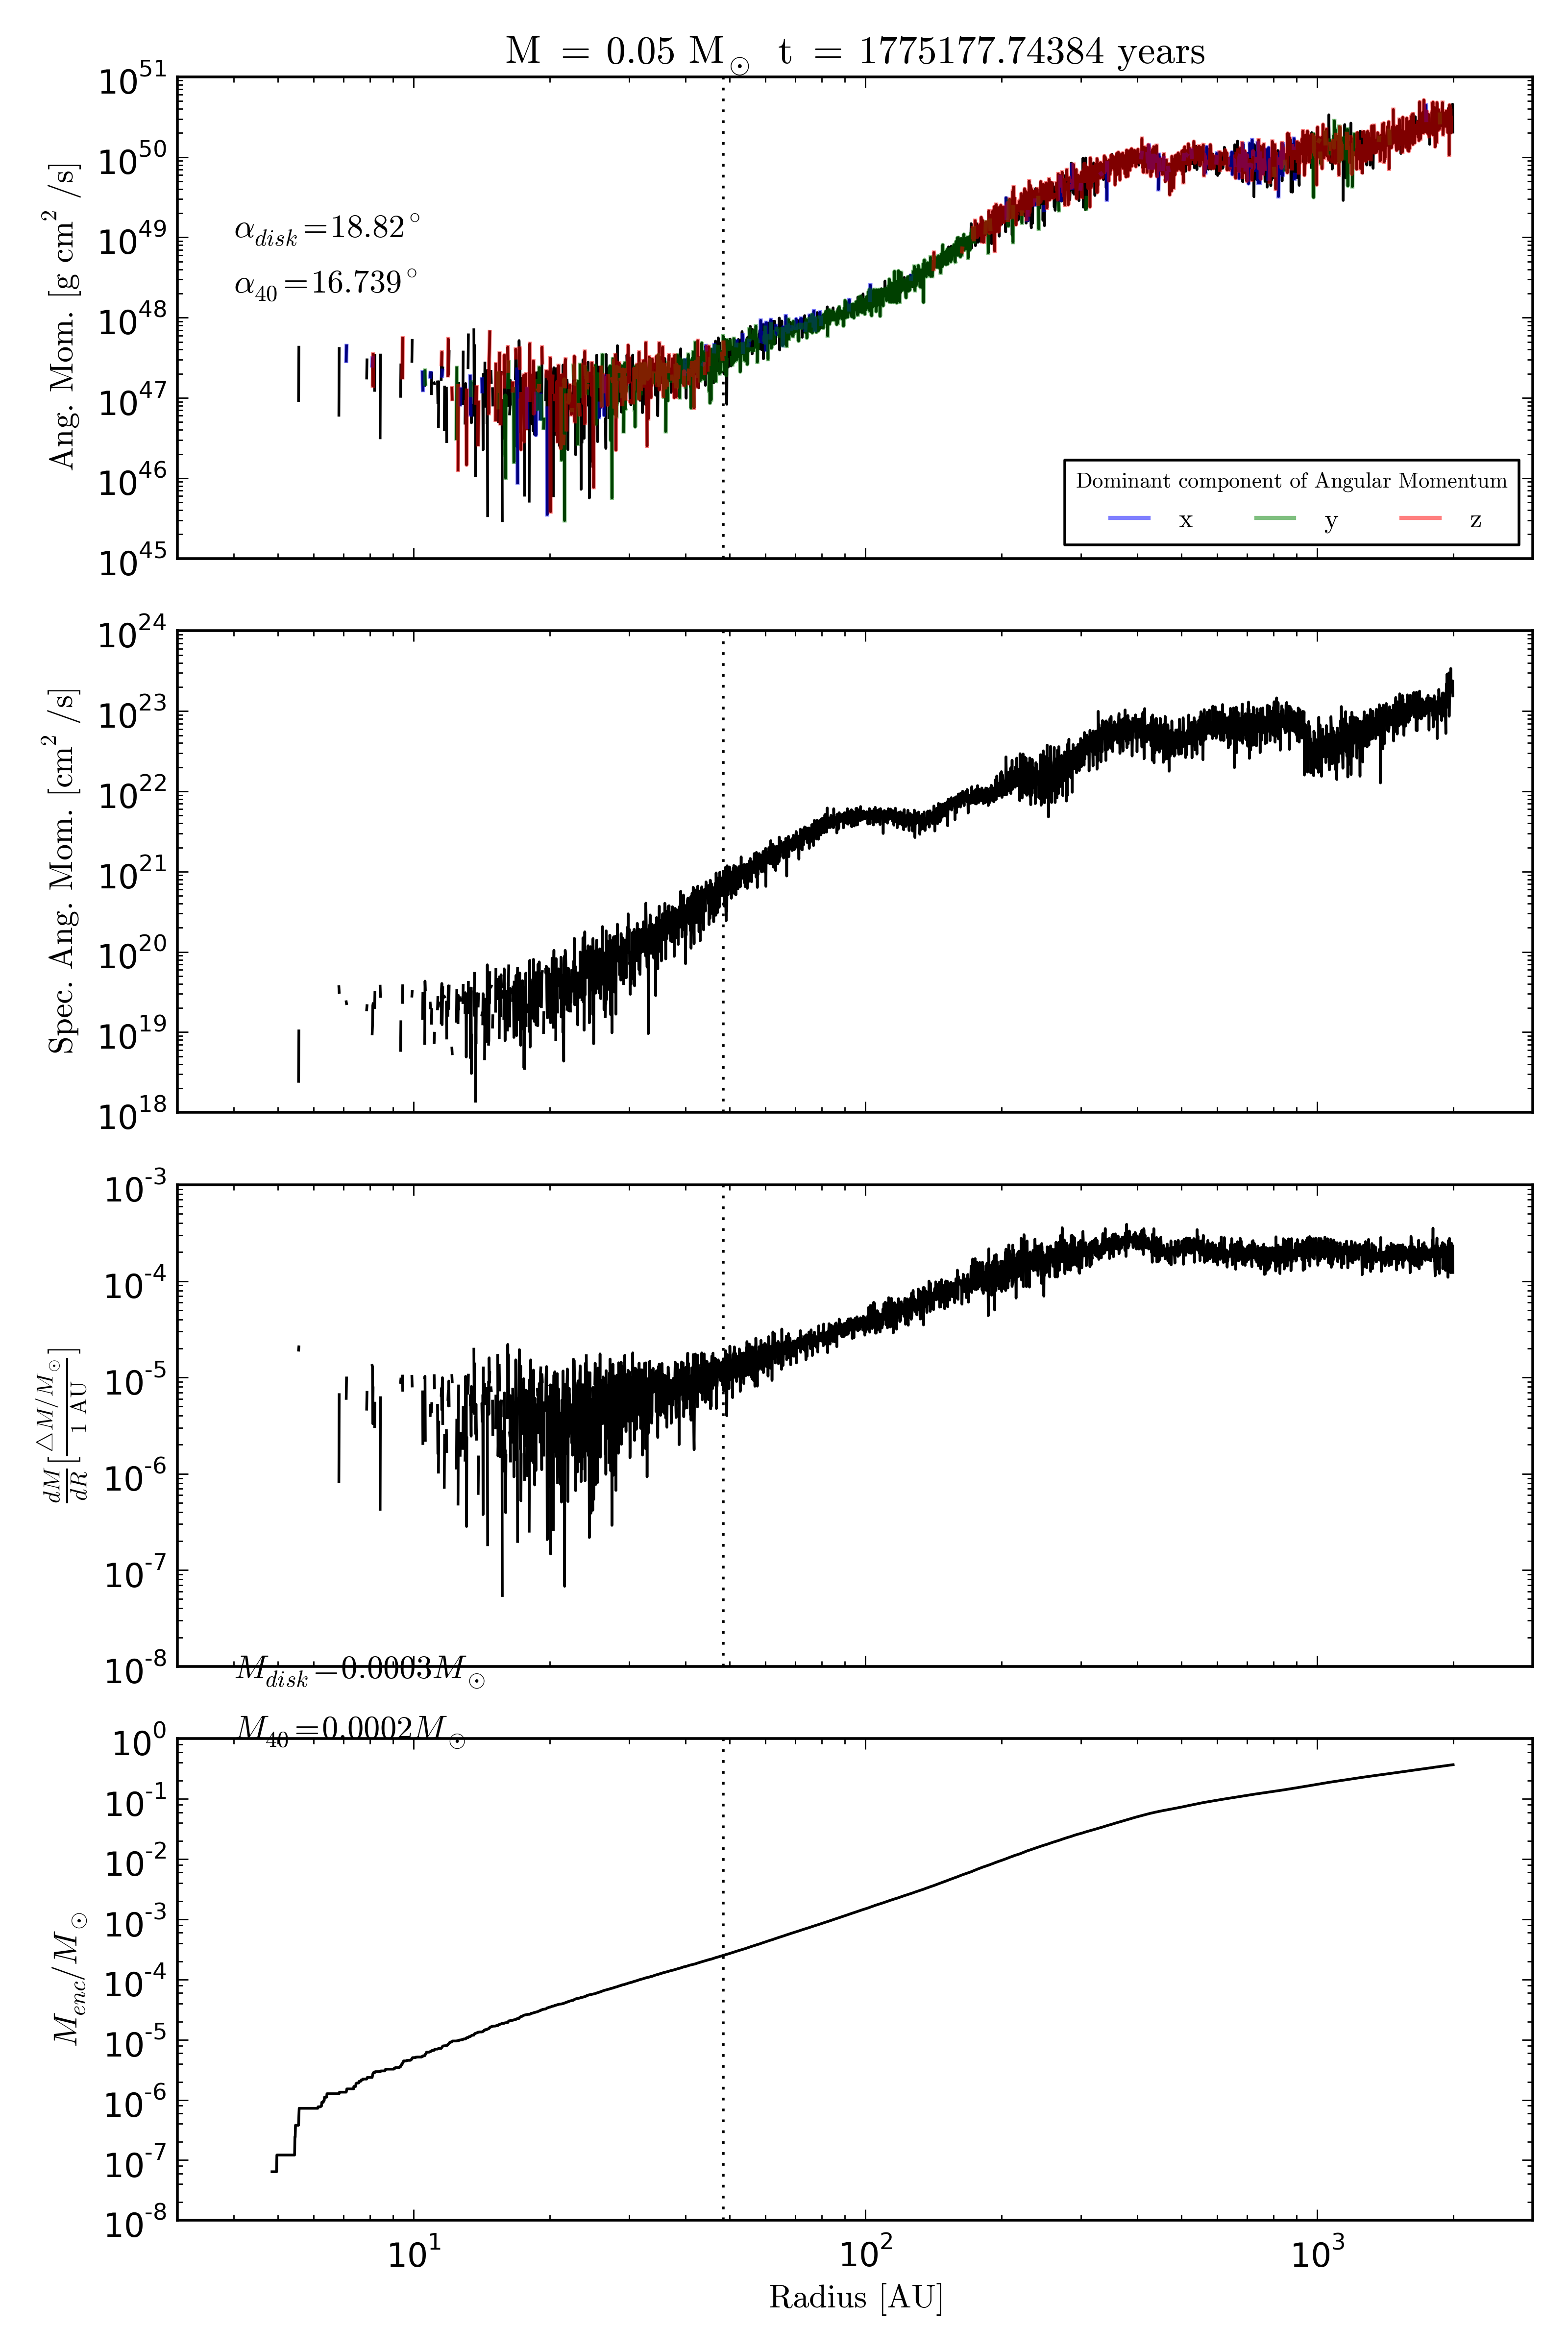 M = 0.05 M⊙ t = 1775177.74384 years
10^51
10^50
10^49
10^48
10^47
10^46
10^45
Ang. Mom. [g cm^2 /s]
α_disk=18.82°
α_40=16.739°
Dominant component of Angular Momentum
x y z
10^24
10^23
10^22
10^21
10^20
10^19
10^18
Spec. Ang. Mom. [cm^2 /s]
10^-3
10^-4
10^-5
10^-6
10^-7
10^-8
dM/dR [△M/M⊙ / 1 AU]
M_disk=0.0003M⊙
M_40=0.0002M⊙
10^0
10^-1
10^-2
10^-3
10^-4
10^-5
10^-6
10^-7
10^-8
M_enc/M⊙
10^1 10^2 10^3
Radius [AU]